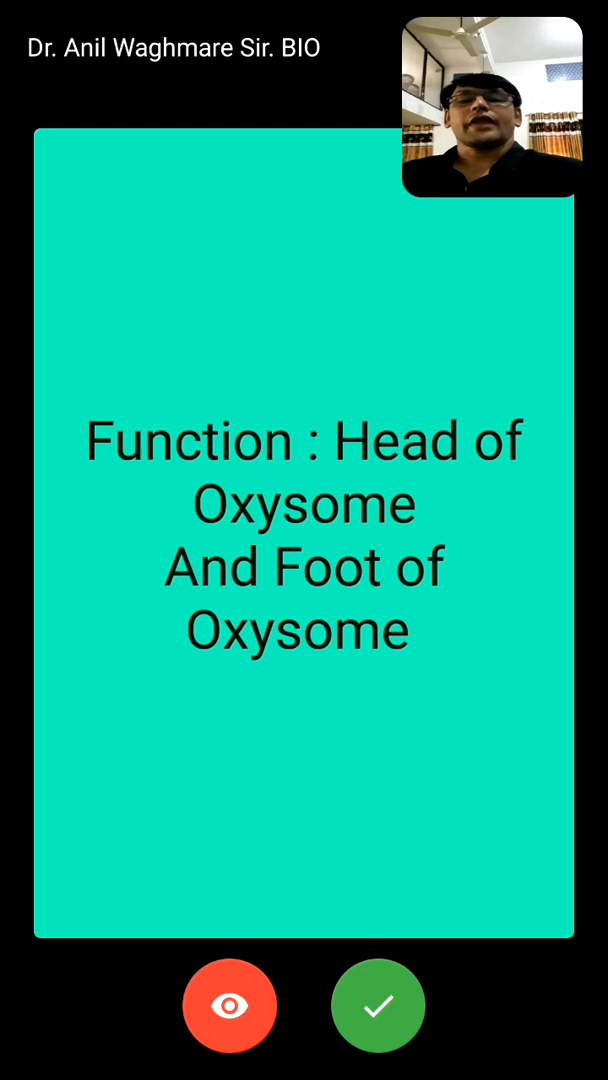 Dr. Anil Waghmare Sir. BIO
Function : Head of
Oxysome
And Foot of
Oxysome